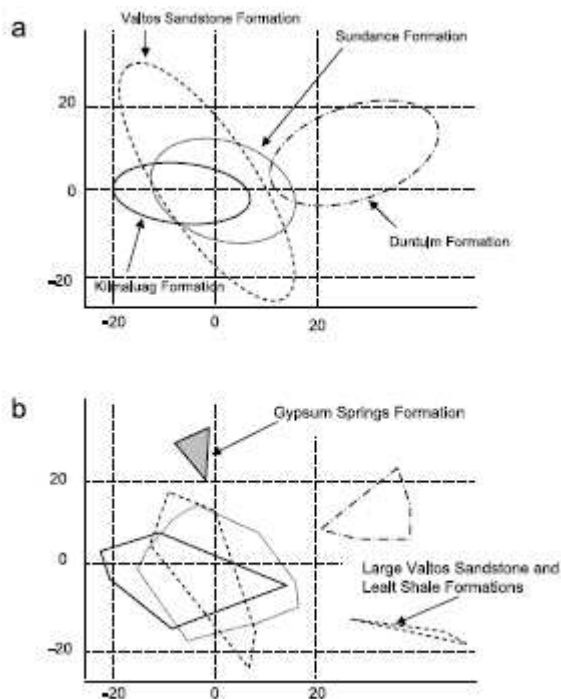 a
Valtos Sandstone Formation
Sundance Formation
20
0
Duntulm Formation
Kilmaluag Formation
-20
-20
0
20
b
Gypsum Springs Formation
20
0
Large Valtos Sandstone and
Lealt Shale Formations
-20
-20
0
20